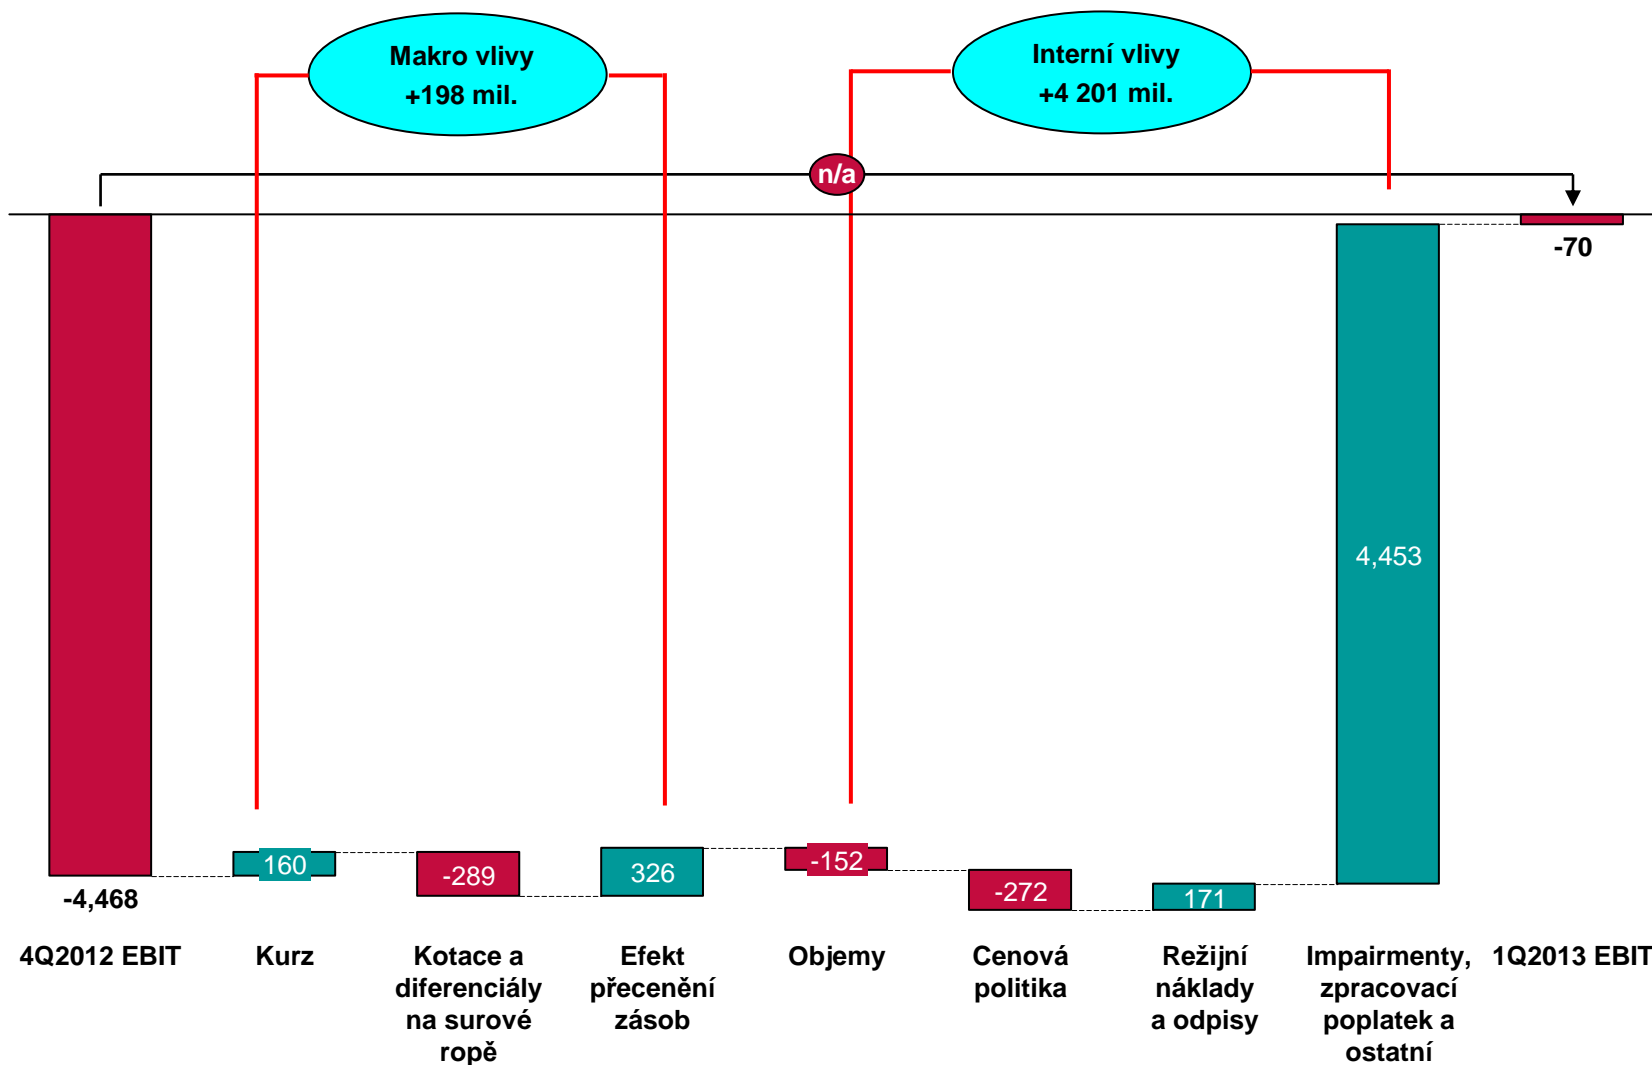 Makro vlivy
+198 mil.
Interní vlivy
+4 201 mil.
n/a
-70
4,453
160
-289
326
-152
-272
171
-4,468
4Q2012 EBIT
Kurz
Kotace a
diferenciály
na surové
ropě
Efekt
přecenění
zásob
Objemy
Cenová
politika
Režijní
náklady
a odpisy
Impairmenty,
zpracovací
poplatek a
ostatní
1Q2013 EBIT